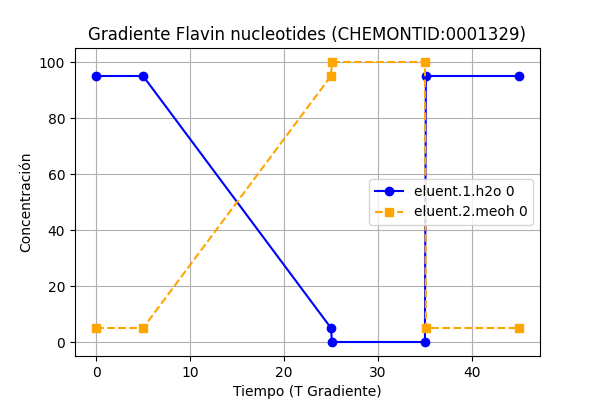 Gradiente Flavin nucleotides (CHEMONTID:0001329)
Concentración
100
80
60
40
20
0
eluent.1.h2o 0
eluent.2.meoh 0
0 10 20 30 40
Tiempo (T Gradiente)